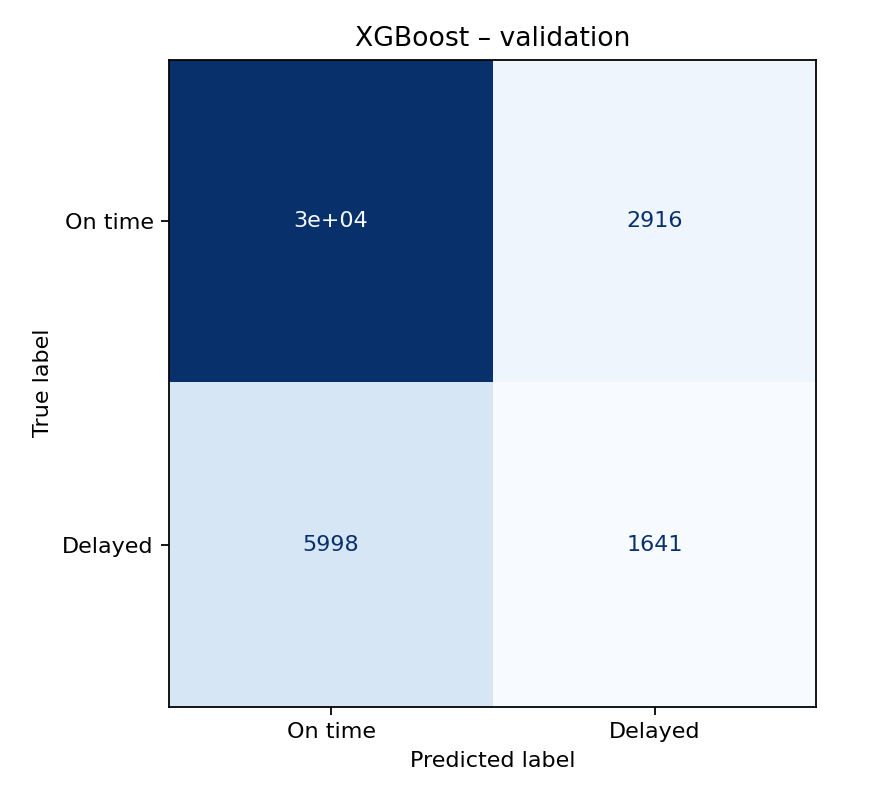 XGBoost – validation
On time
3e+04
2916
True label
Delayed
5998
1641
On time
Delayed
Predicted label